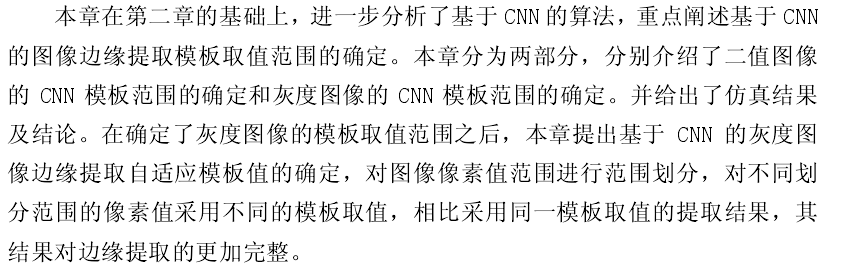 本章在第二章的基础上，进一步分析了基于 CNN 的算法，重点阐述基于 CNN
的图像边缘提取模板取值范围的确定。本章分为两部分，分别介绍了二值图像
的 CNN 模板范围的确定和灰度图像的 CNN 模板范围的确定。并给出了仿真结果
及结论。在确定了灰度图像的模板取值范围之后，本章提出基于 CNN 的灰度图
像边缘提取自适应模板值的确定，对图像像素值范围进行范围划分，对不同划
分范围的像素值采用不同的模板取值，相比采用同一模板取值的提取结果，其
结果对边缘提取的更加完整。